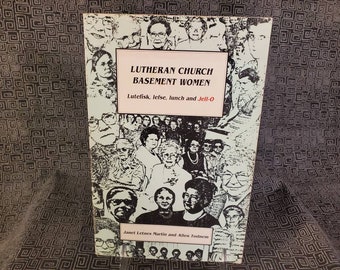 LUTHERAN CHURCH
BASEMENT WOMEN
Lutefisk, lefse, lunch and Jell-O
Janet Letnes Martin and Allen Todnem